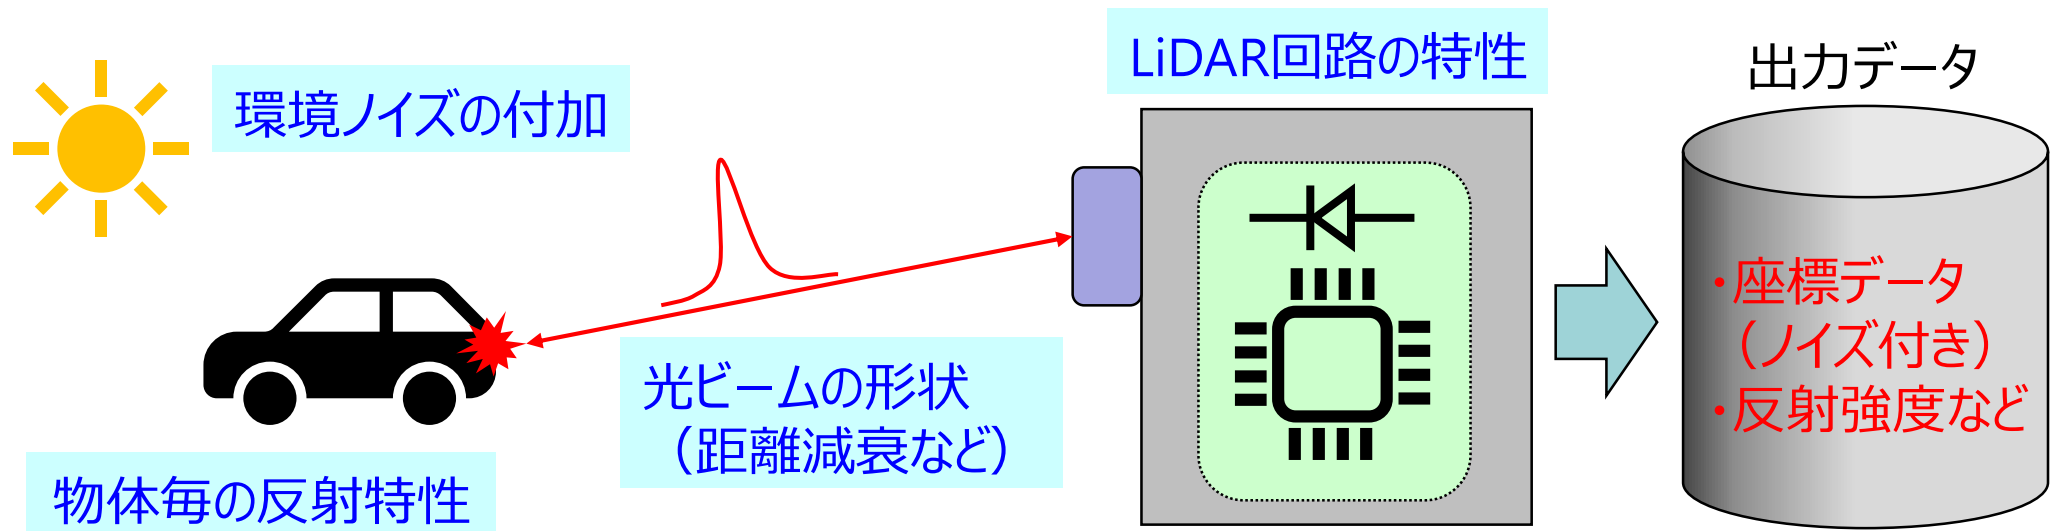 環境ノイズの付加
LiDAR回路の特性
出力データ
光ビームの形状
（距離減衰など）
物体毎の反射特性
・座標データ
（ノイズ付き）
・反射強度など